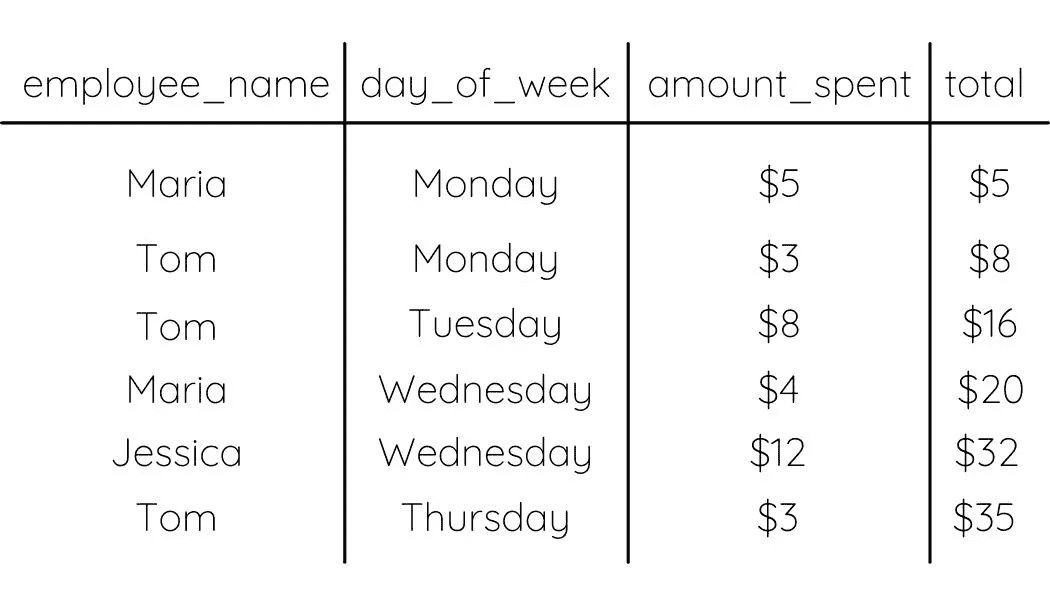 employee_name day_of_week amount_spent total
Maria Monday $5 $5
Tom Monday $3 $8
Tom Tuesday $8 $16
Maria Wednesday $4 $20
Jessica Wednesday $12 $32
Tom Thursday $3 $35